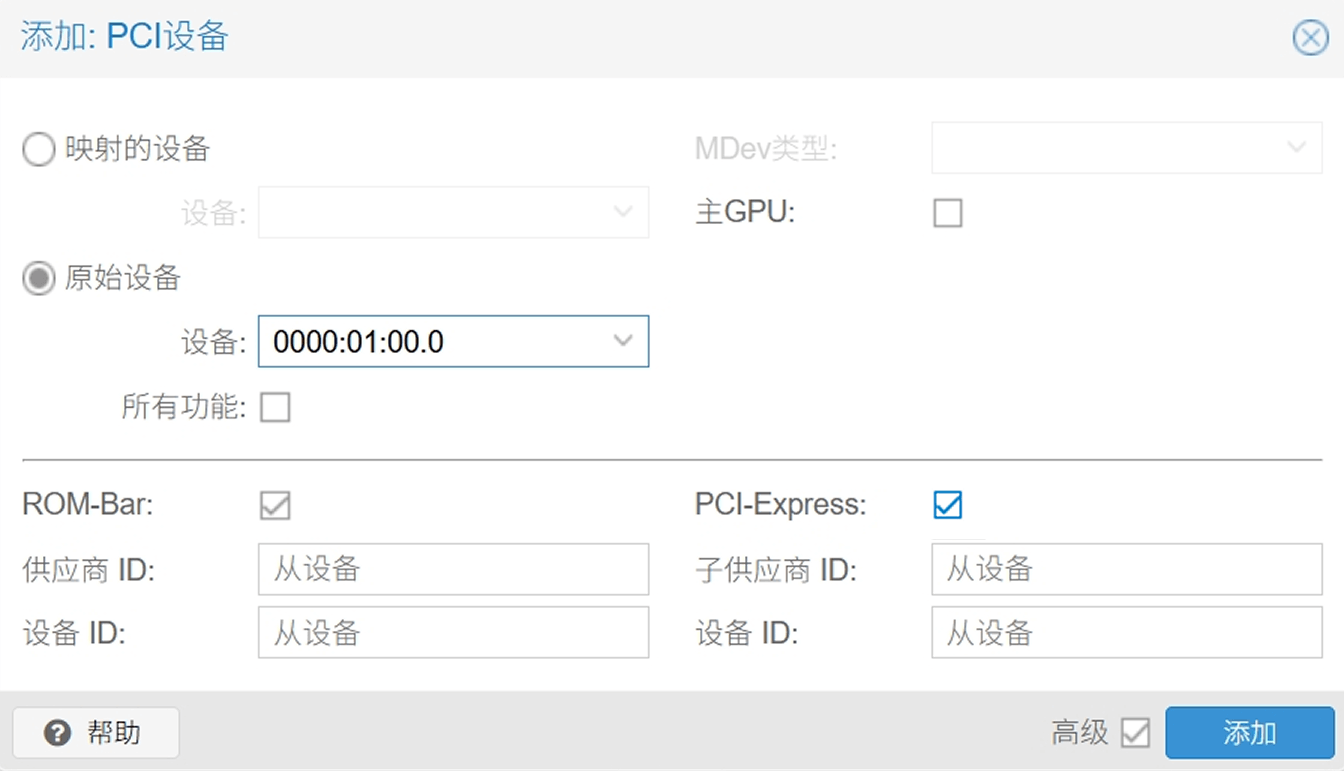 添加: PCI设备
映射的设备
MDev类型:
设备:
主GPU:
原始设备
设备: 0000:01:00.0
所有功能:
ROM-Bar:
PCI-Express:
供应商 ID: 从设备
子供应商 ID: 从设备
设备 ID: 从设备
设备 ID: 从设备
帮助
高级
添加